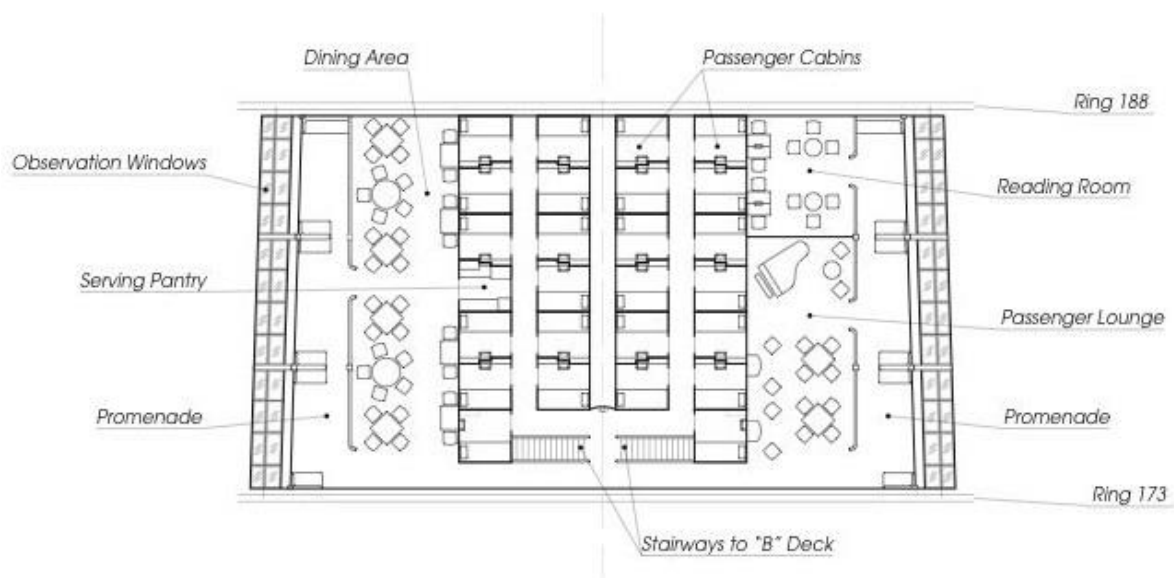 Dining Area
Passenger Cabins
Ring 188
Observation Windows
Reading Room
Serving Pantry
Passenger Lounge
Promenade
Promenade
Ring 173
Stairways to "B" Deck